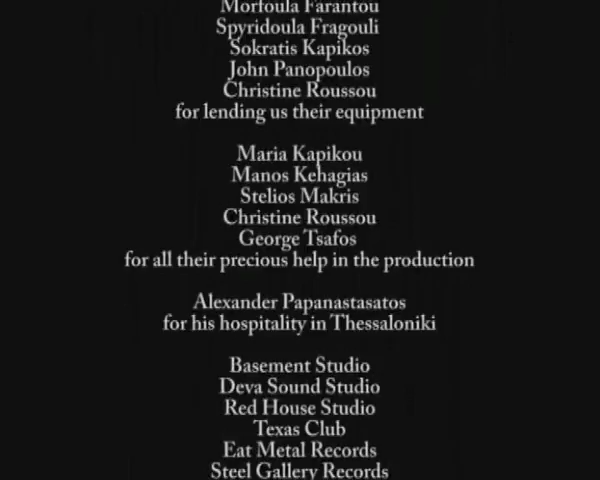 Morfoula Farantou
Spyridoula Fragouli
Sokratis Kapikos
John Panopoulos
Christine Roussou
for lending us their equipment
Maria Kapikou
Manos Kehagias
Stelios Makris
Christine Roussou
George Tsafos
for all their precious help in the production
Alexander Papanastasatos
for his hospitality in Thessaloniki
Basement Studio
Deva Sound Studio
Red House Studio
Texas Club
Eat Metal Records
Steel Gallery Records